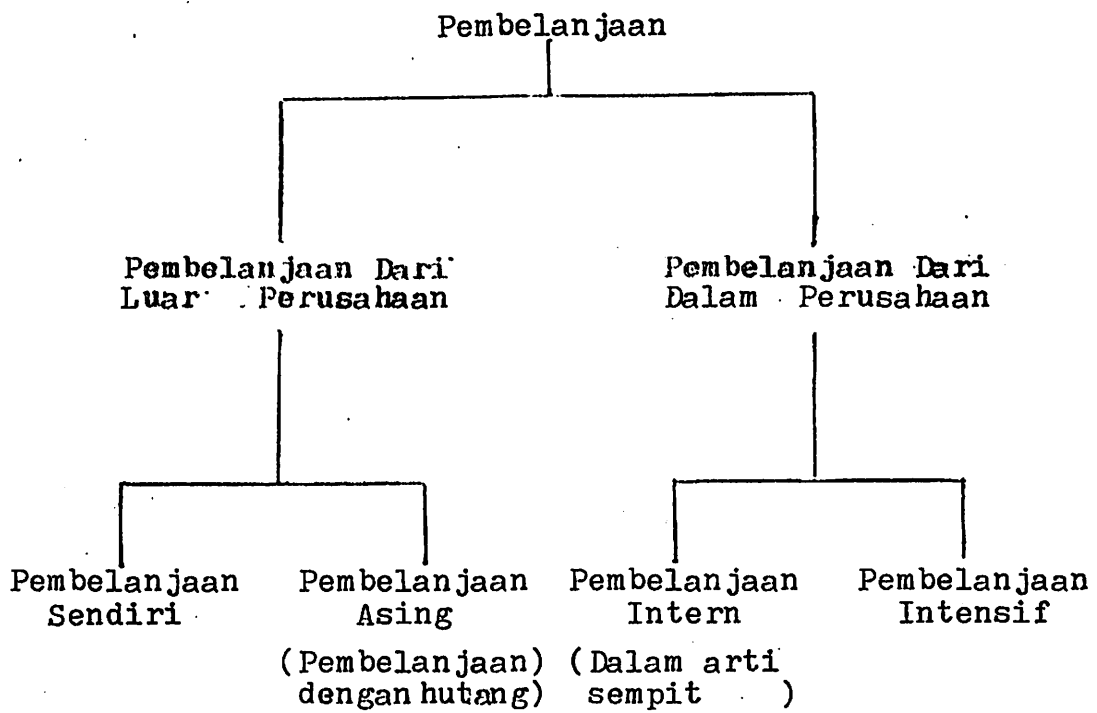 Pembelanjaan
Pembelanjaan Dari
Luar Perusahaan
Pembelanjaan Dari
Dalam Perusahaan
Pembelanjaan
Sendiri
Pembelanjaan
Asing
(Pembelanjaan)
dengan hutang)
Pembelanjaan
Intern
(Dalam arti
sempit )
Pembelanjaan
Intensif